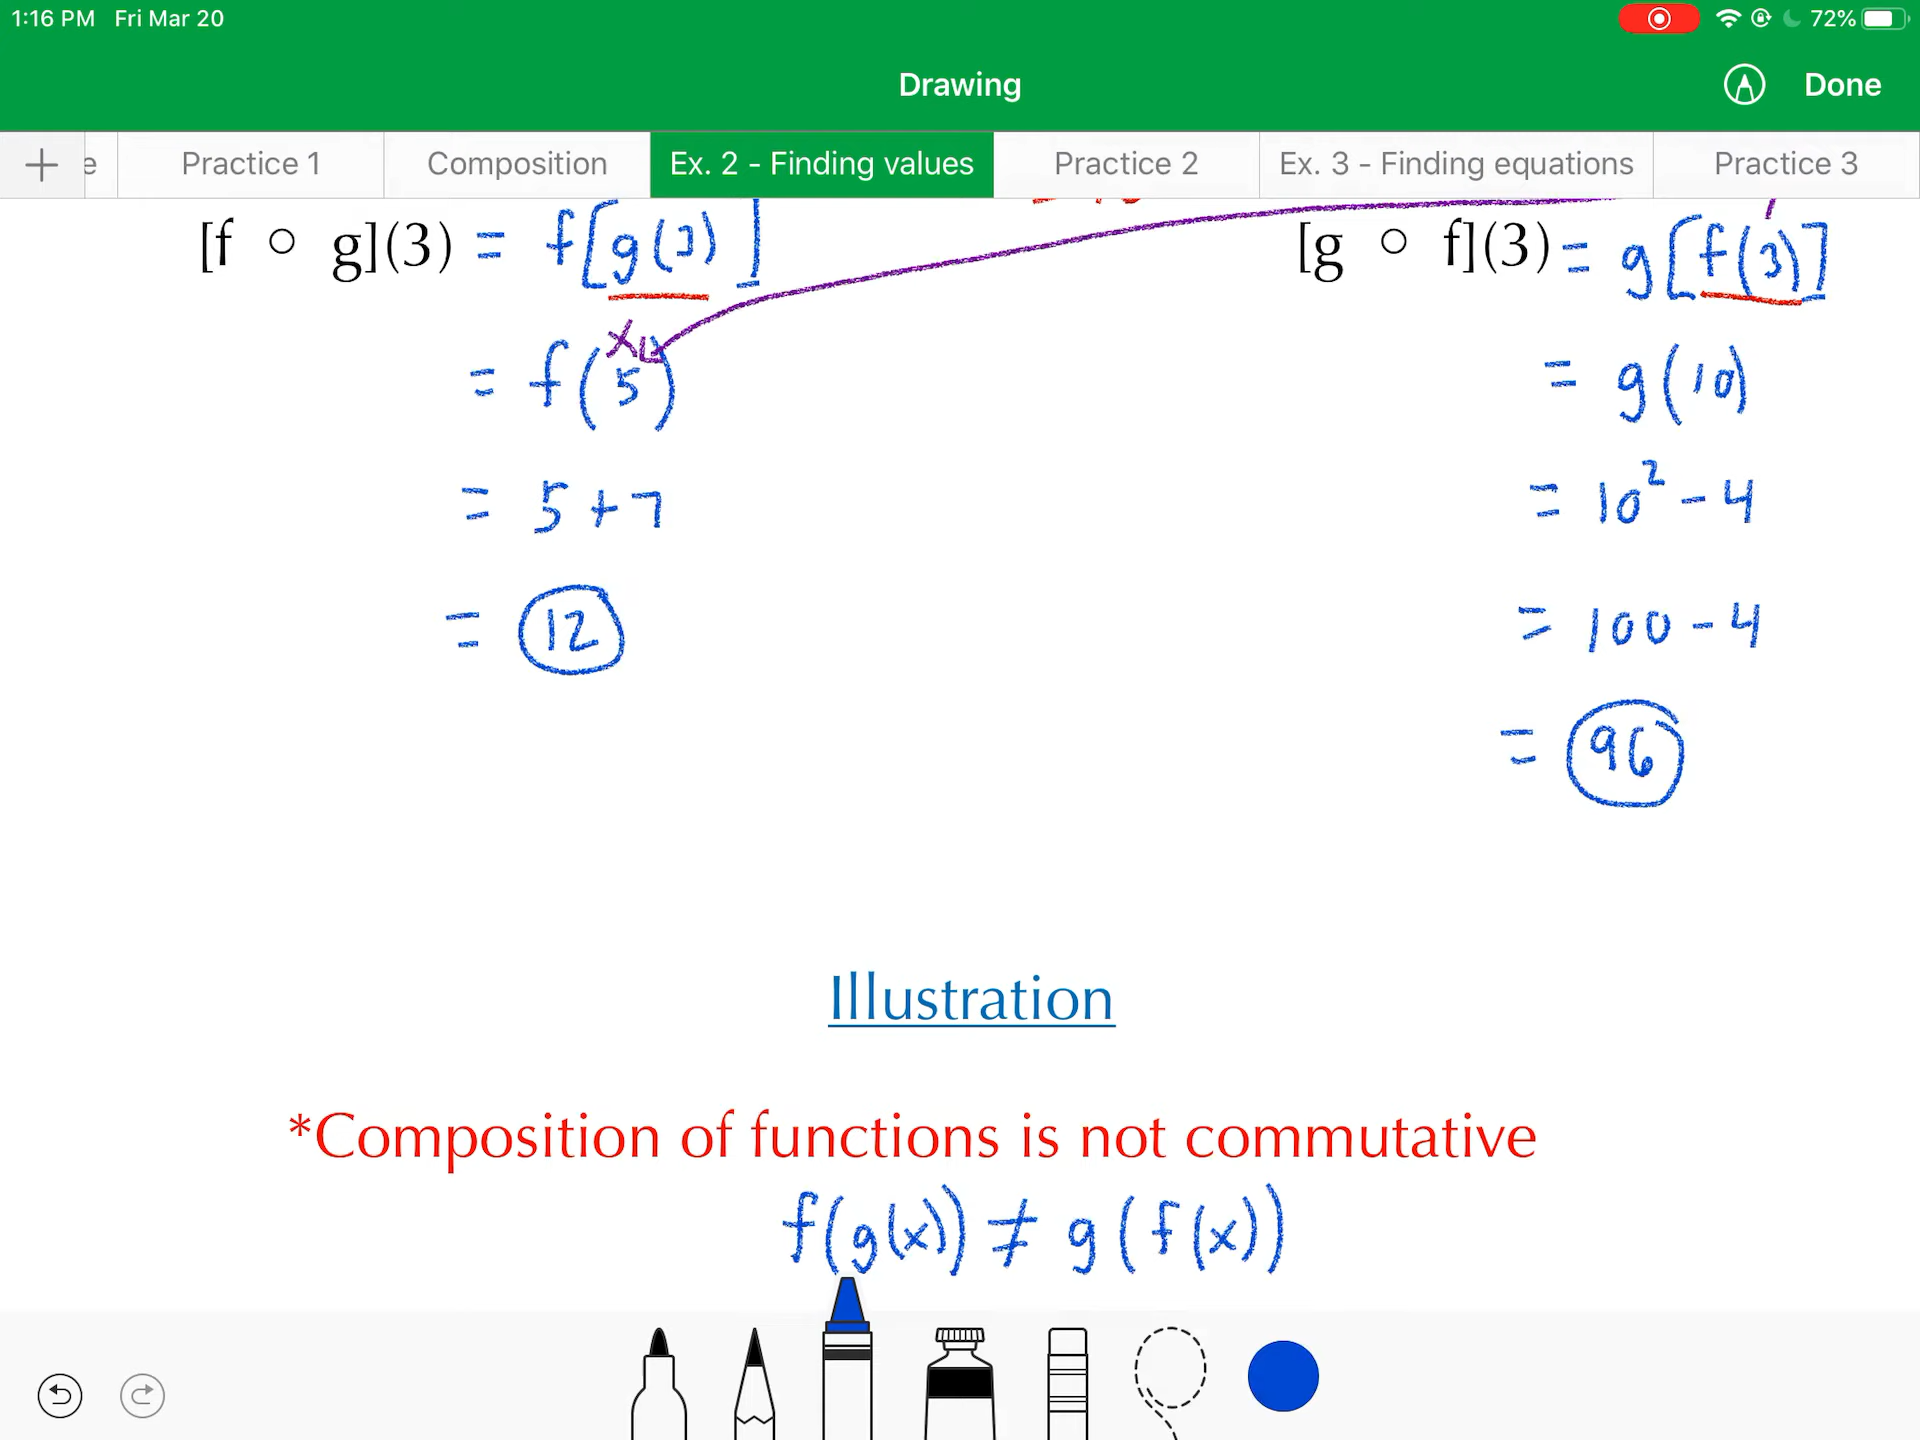 1:16 PM Fri Mar 20 72%
Drawing Done
e Practice 1 Composition Ex. 2 - Finding values Practice 2 Ex. 3 - Finding equations Practice 3
[f ○ g](3) = f[g(3)]
= f(5)
x
= 5+7
= 12
[g ○ f](3) = g[f(3)]
= g(10)
= 10² - 4
= 100 - 4
= 96
Illustration
*Composition of functions is not commutative
f(g(x)) ≠ g(f(x))